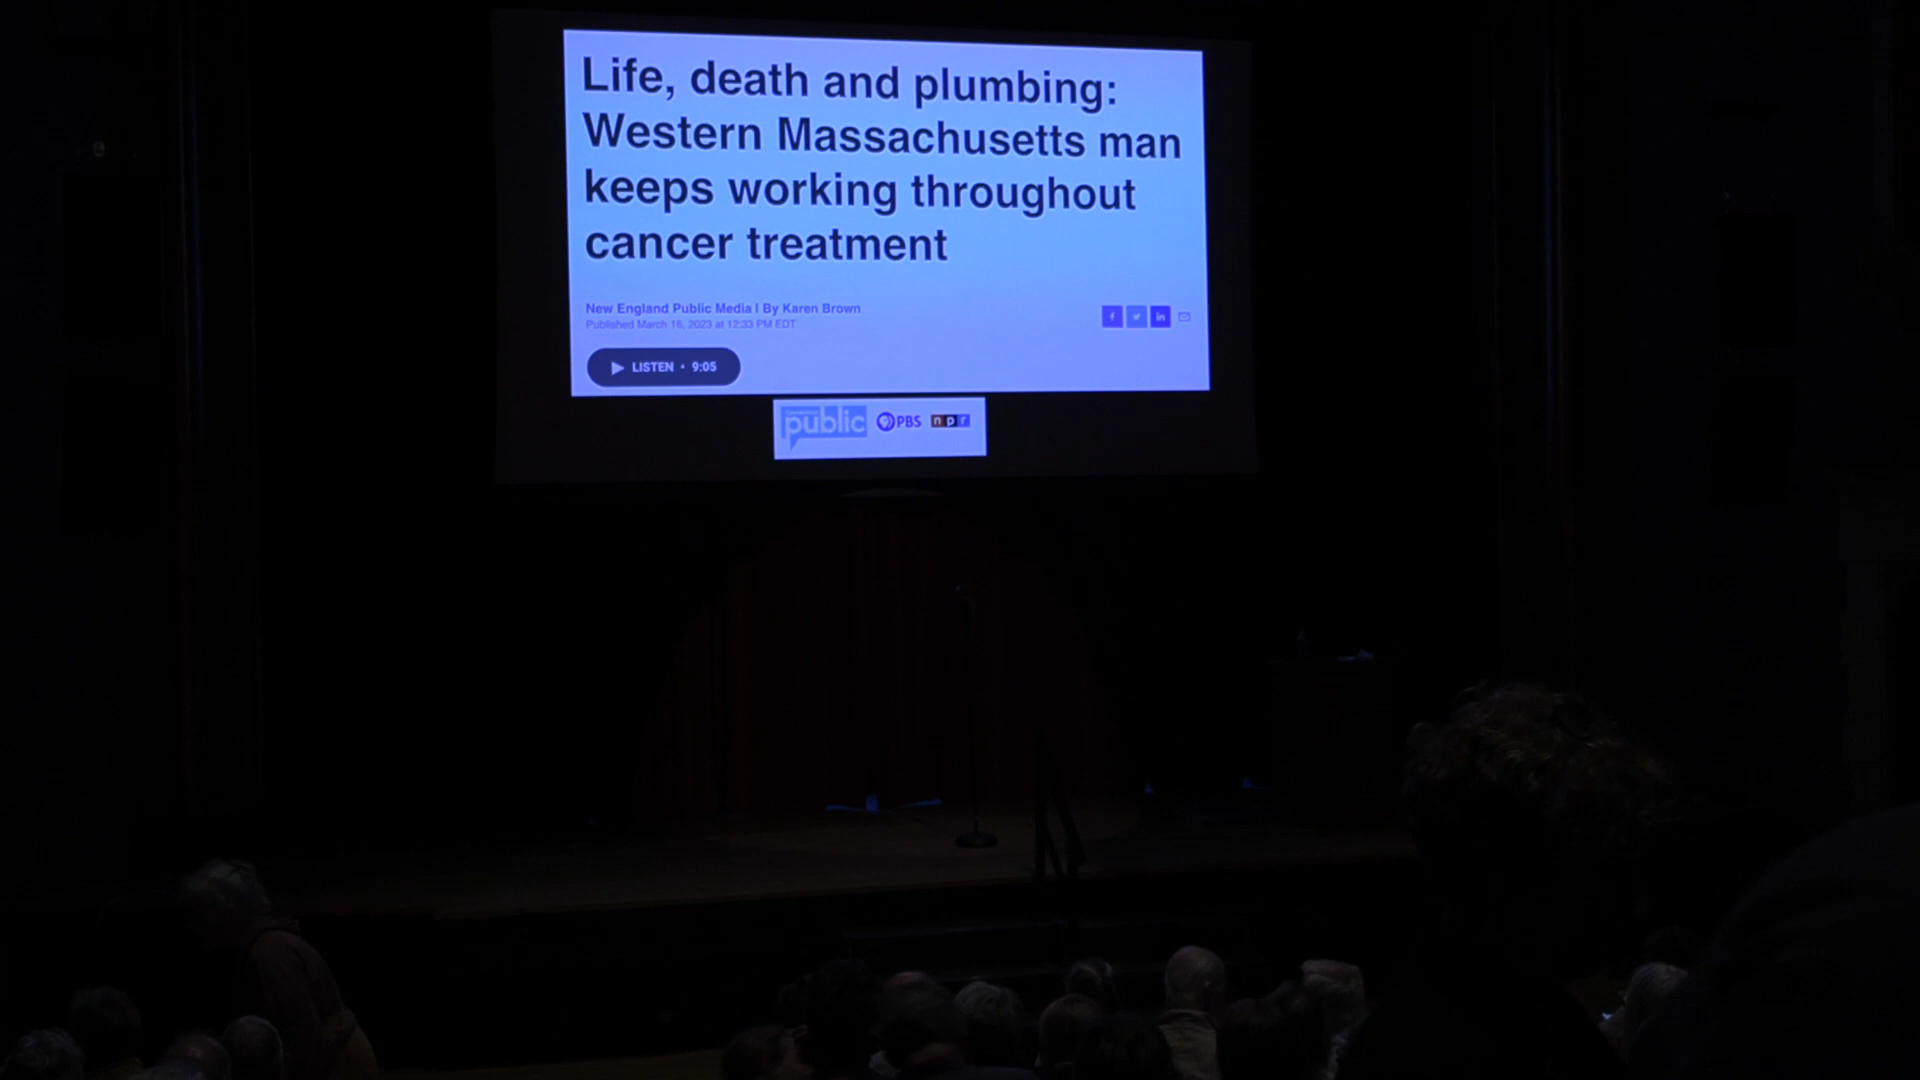 Life, death and plumbing:
Western Massachusetts man
keeps working throughout
cancer treatment
New England Public Media | By Karen Brown
Published March 16, 2023 at 12:33 PM EDT
f in
LISTEN • 9:05
public
PBS
npr